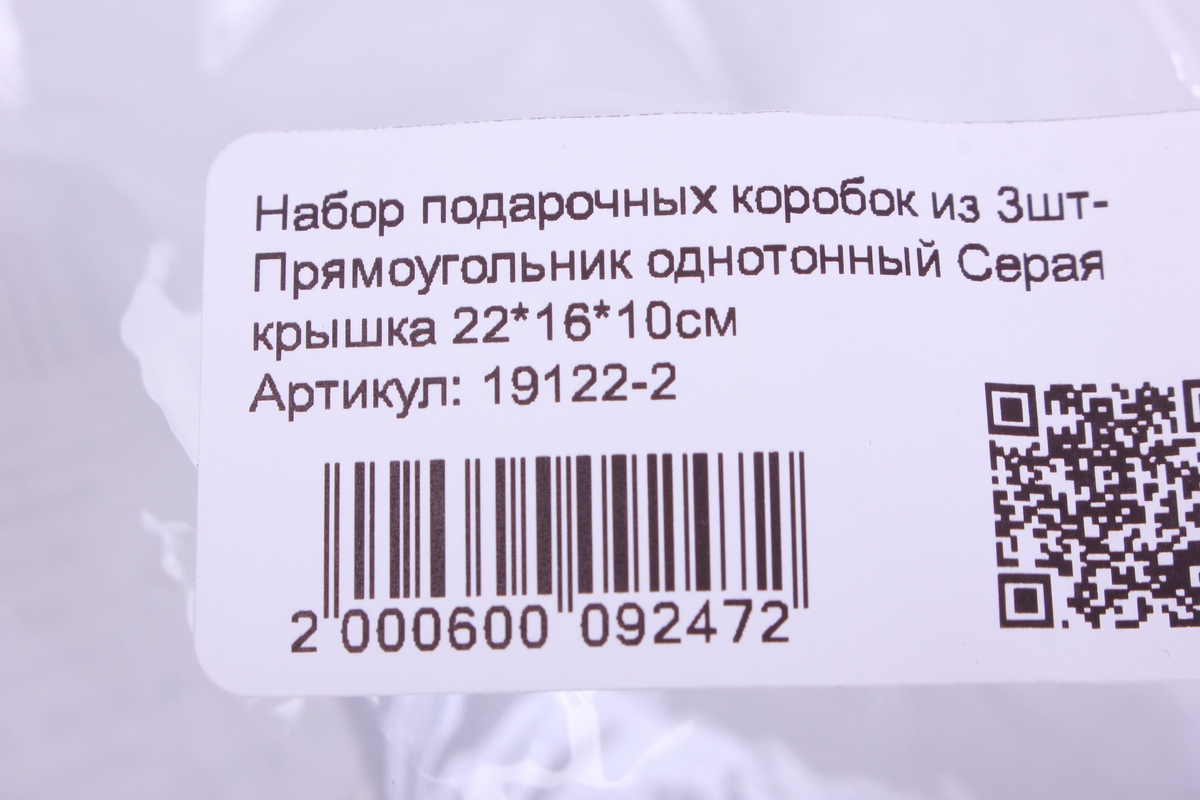 Набор подарочных коробок из 3шт-
Прямоугольник однотонный Серая
крышка 22*16*10см
Артикул: 19122-2
2 000600 092472